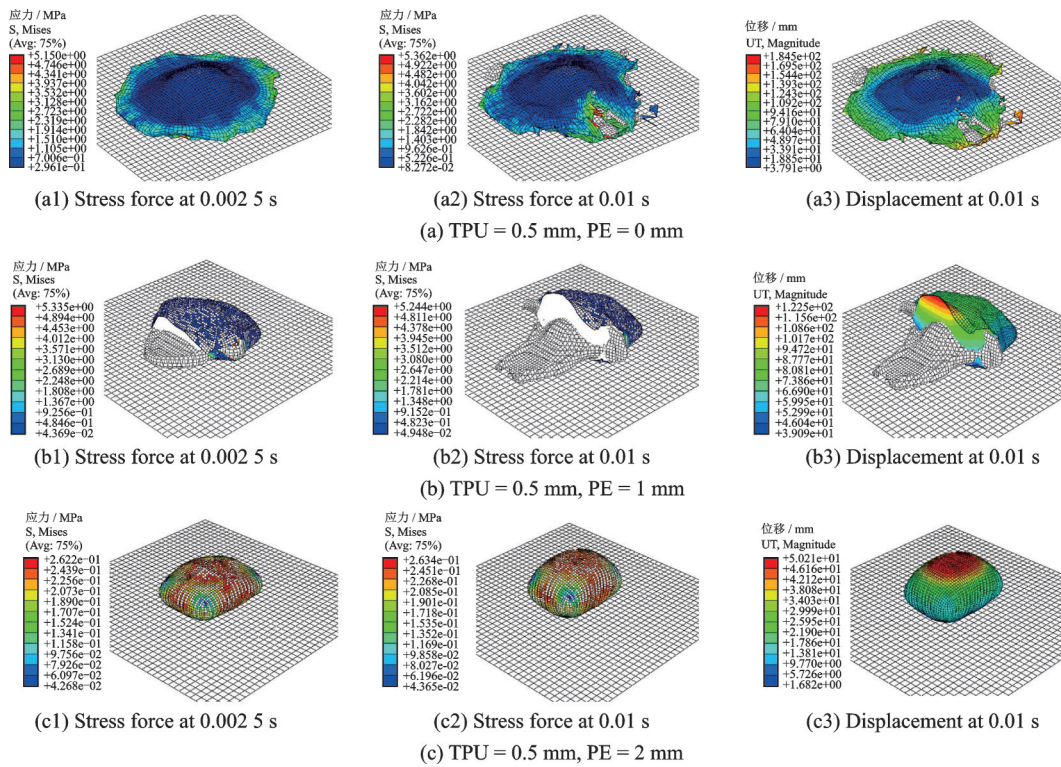 应力 / MPa
S, Mises
(Avg: 75%)
+5.150e+00
+4.746e+00
+4.341e+00
+3.937e+00
+3.532e+00
+3.128e+00
+2.723e+00
+2.319e+00
+1.914e+00
+1.510e+00
+1.105e+00
+7.006e−01
+2.961e−01
(a1) Stress force at 0.002 5 s
应力 / MPa
S, Mises
(Avg: 75%)
+5.362e+00
+4.922e+00
+4.482e+00
+4.042e+00
+3.602e+00
+3.162e+00
+2.722e+00
+2.282e+00
+1.842e+00
+1.403e+00
+9.626e−01
+5.226e−01
+8.272e−02
(a2) Stress force at 0.01 s
位移 / mm
UT, Magnitude
+1.845e+02
+1.695e+02
+1.544e+02
+1.393e+02
+1.243e+02
+1.092e+02
+9.416e+01
+7.910e+01
+6.404e+01
+4.897e+01
+3.391e+01
+1.885e+01
+3.791e+01
(a3) Displacement at 0.01 s
(a) TPU = 0.5 mm, PE = 0 mm
应力 / MPa
S, Mises
(Avg: 75%)
+5.335e+00
+4.894e+00
+4.453e+00
+4.012e+00
+3.571e+00
+3.130e+00
+2.689e+00
+2.248e+00
+1.808e+00
+1.367e+00
+9.256e−01
+4.846e−01
+4.369e−02
(b1) Stress force at 0.002 5 s
应力 / MPa
S, Mises
(Avg: 75%)
+5.244e+00
+4.811e+00
+4.378e+00
+3.945e+00
+3.512e+00
+3.080e+00
+2.647e+00
+2.214e+00
+1.781e+00
+1.348e+00
+9.152e−01
+4.823e−01
+4.948e−02
(b2) Stress force at 0.01 s
位移 / mm
UT, Magnitude
+1.225e+02
+1. 156e+02
+1.086e+02
+1.017e+02
+9.472e+01
+8.777e+01
+8.081e+01
+7.386e+01
+6.690e+01
+5.995e+01
+5.299e+01
+4.604e+01
+3.909e+01
(b3) Displacement at 0.01 s
(b) TPU = 0.5 mm, PE = 1 mm
应力 / MPa
S, Mises
(Avg: 75%)
+2.622e−01
+2.439e−01
+2.256e−01
+2.073e−01
+1.890e−01
+1.707e−01
+1.524e−01
+1.341e−01
+1.158e−01
+9.756e−02
+7.926e−02
+6.097e−02
+4.268e−02
(c1) Stress force at 0.002 5 s
应力 / MPa
S, Mises
(Avg: 75%)
+2.634e−01
+2.451e−01
+2.268e−01
+2.085e−01
+1.901e−01
+1.718e−01
+1.535e−01
+1.352e−01
+1.169e−01
+9.858e−02
+8.027e−02
+6.196e−02
+4.365e−02
(c2) Stress force at 0.01 s
位移 / mm
UT, Magnitude
+5.021e+01
+4.616e+01
+4.212e+01
+3.808e+01
+3.403e+01
+2.999e+01
+2.595e+01
+2.190e+01
+1.786e+01
+1.381e+01
+9.770e+00
+5.726e+00
+1.682e+00
(c3) Displacement at 0.01 s
(c) TPU = 0.5 mm, PE = 2 mm